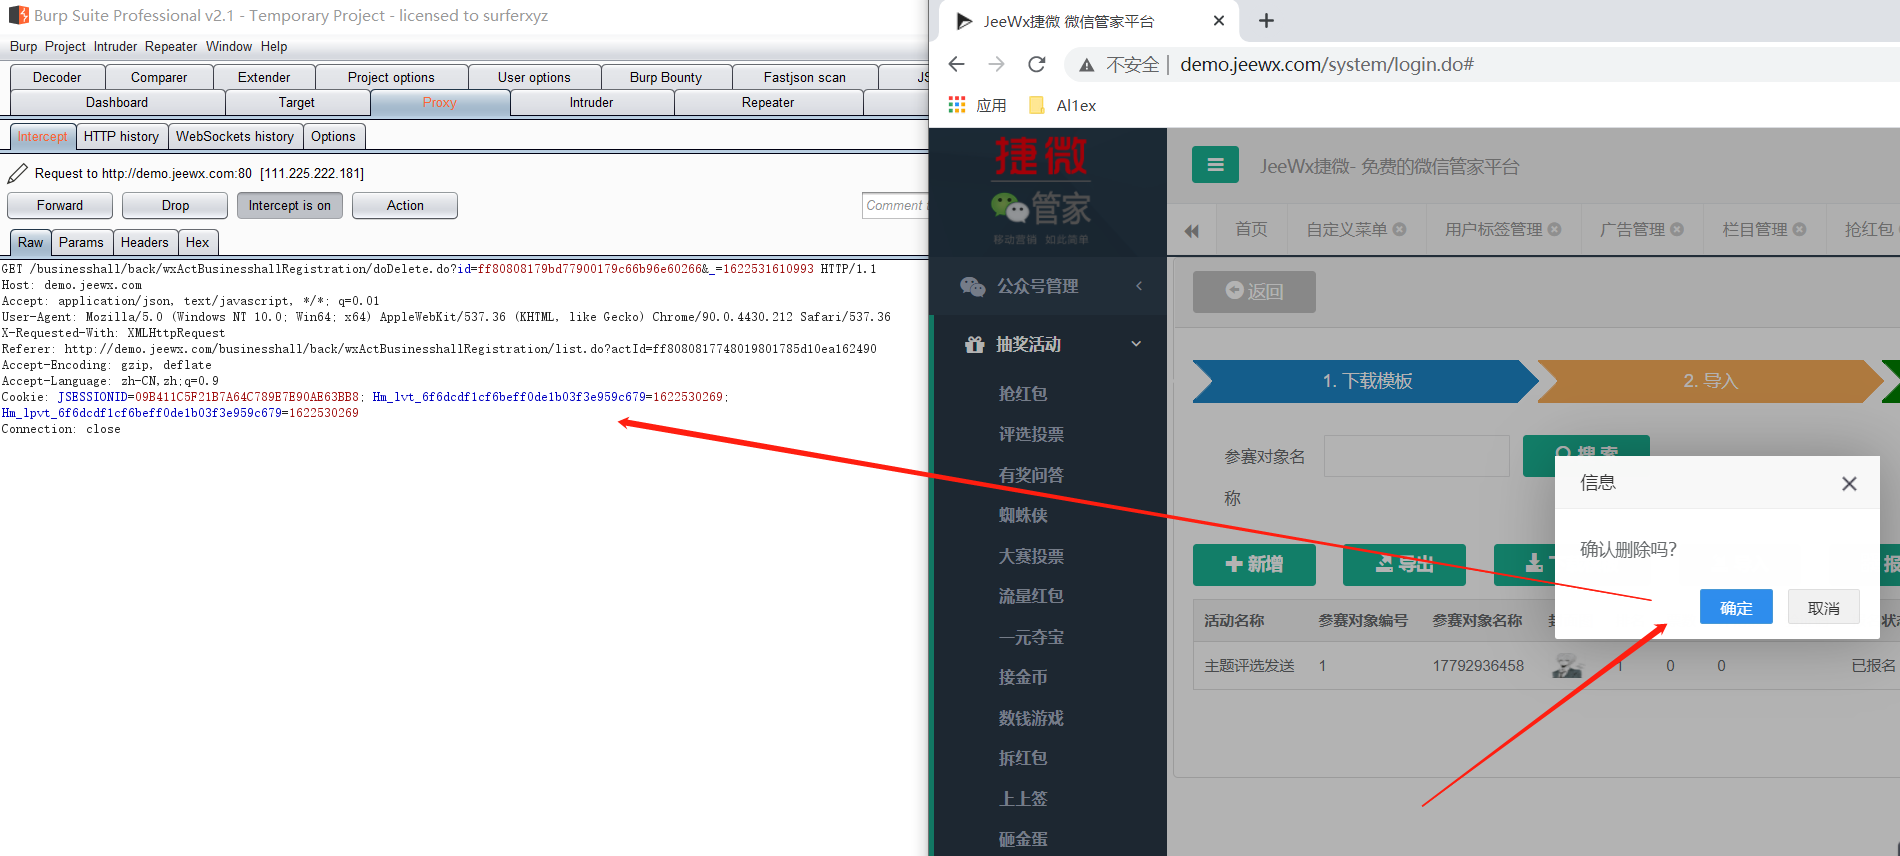 Burp Suite Professional v2.1 - Temporary Project - licensed to surferxyz
Burp Project Intruder Repeater Window Help
Decoder Comparer Extender Project options User options Burp Bounty Fastjson scan JS
Dashboard Target Proxy Intruder Repeater
Intercept HTTP history WebSockets history Options
Request to http://demo.jeewx.com:80 [111.225.222.181]
Forward Drop Intercept is on Action Comment t
Raw Params Headers Hex
GET /businesshall/back/wxActBusinesshallRegistration/doDelete.do?id=ff80808179bd77900179c66b96e60266&_=1622531610993 HTTP/1.1
Host: demo.jeewx.com
Accept: application/json, text/javascript, */*; q=0.01
User-Agent: Mozilla/5.0 (Windows NT 10.0; Win64; x64) AppleWebKit/537.36 (KHTML, like Gecko) Chrome/90.0.4430.212 Safari/537.36
X-Requested-With: XMLHttpRequest
Referer: http://demo.jeewx.com/businesshall/back/wxActBusinesshallRegistration/list.do?actId=ff8080817748019801785d10ea162490
Accept-Encoding: gzip, deflate
Accept-Language: zh-CN,zh;q=0.9
Cookie: JSESSIONID=09B411C5F21B7A64C789E7E90AE63BB8; Hm_lvt_6f6dcdf1cf6beff0de1b03f3e959c679=1622530269;
Hm_lpvt_6f6dcdf1cf6beff0de1b03f3e959c679=1622530269
Connection: close
JeeWx捷微 微信管家平台
不安全 demo.jeewx.com/system/login.do#
应用 Al1ex
捷微
管家
移动营销 如此简单
公众号管理
抽奖活动
抢红包
评选投票
有奖问答
蜘蛛侠
大赛投票
流量红包
一元夺宝
接金币
数钱游戏
拆红包
上上签
砸金蛋
JeeWx捷微- 免费的微信管家平台
首页 自定义菜单 用户标签管理 广告管理 栏目管理 抢红包
返回
1. 下载模板 2. 导入
参赛对象名
称
搜索
新增 导出 报
信息
确认删除吗?
确定 取消
活动名称 参赛对象编号 参赛对象名称 状
主题评选发送 1 17792936458 1 0 0 已报名